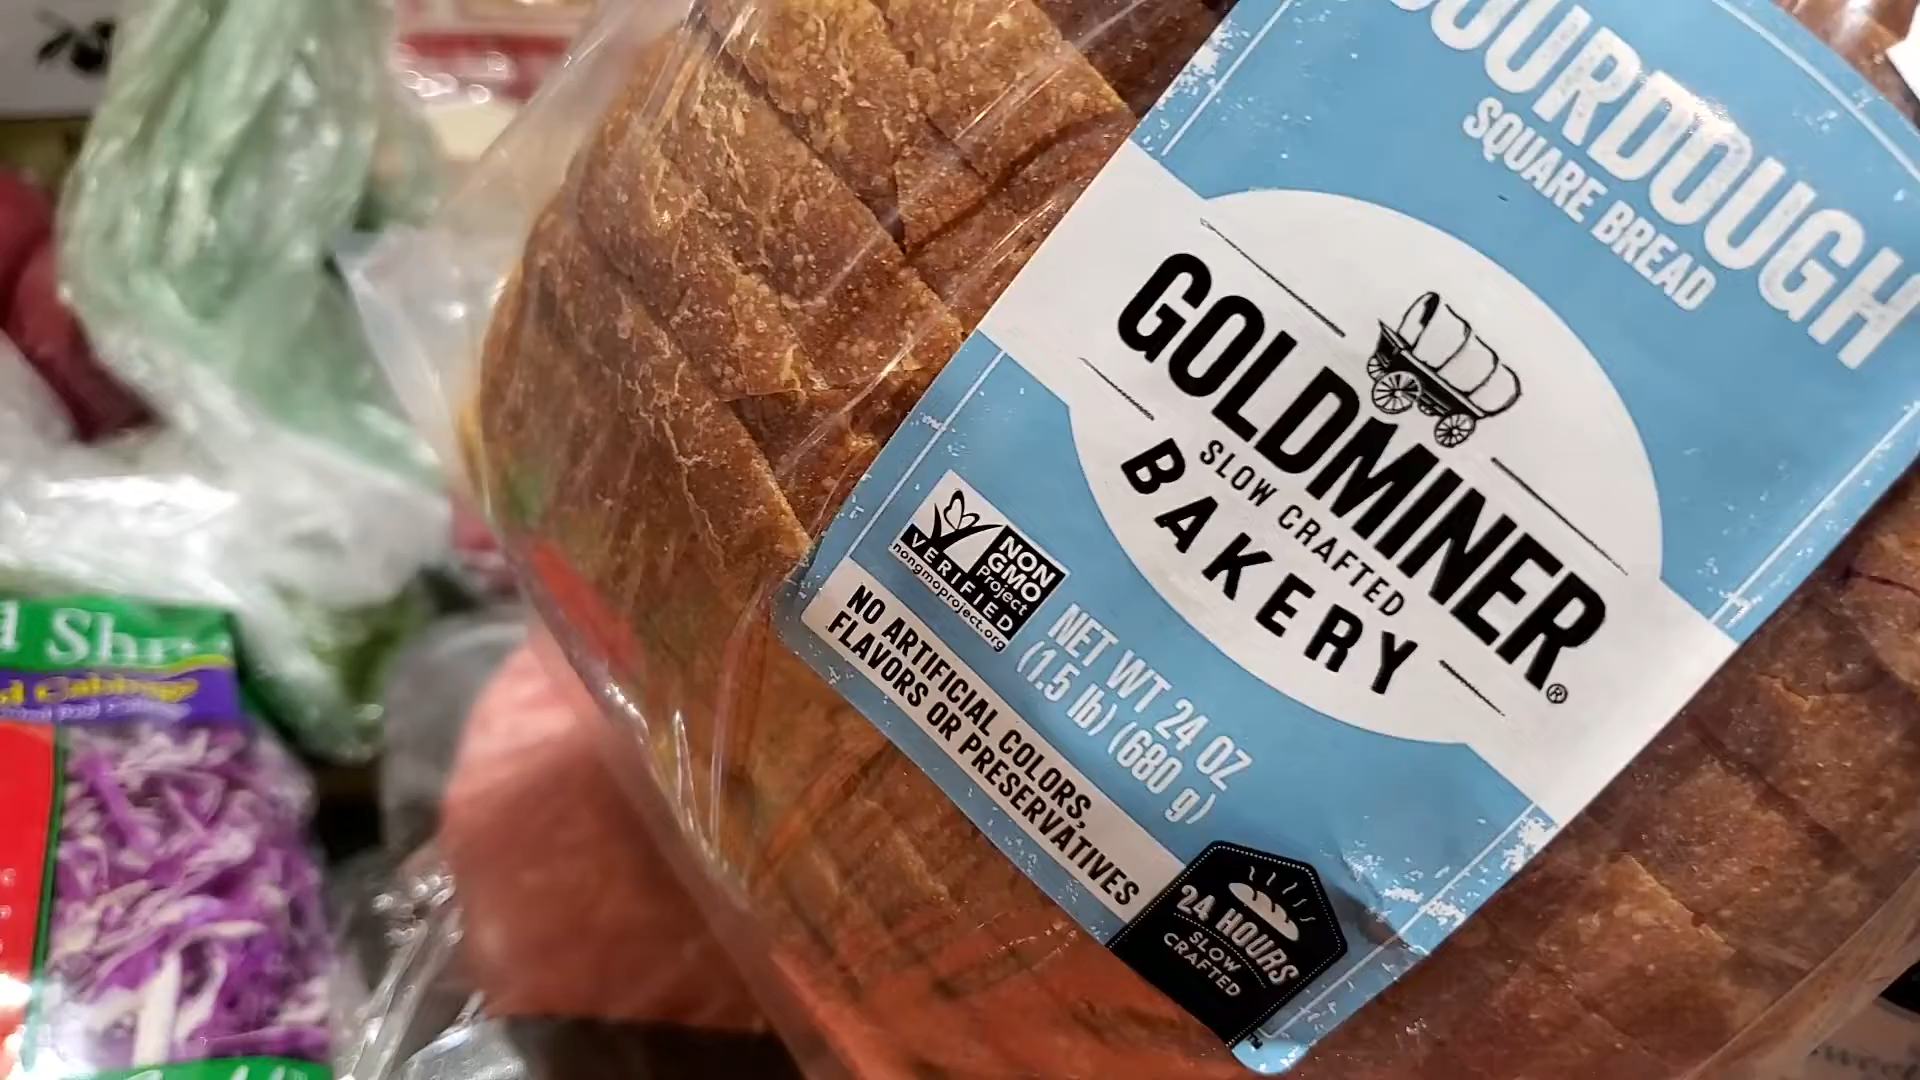 SOURDOUGH
SQUARE BREAD
GOLDMINER
SLOW CRAFTED
BAKERY
®
NON
GMO
Project
VERIFIED
nongmoproject.org
NET WT 24 OZ
(1.5 lb) (680 g)
NO ARTIFICIAL COLORS,
FLAVORS OR PRESERVATIVES
24 HOURS
SLOW
CRAFTED
Cabbage